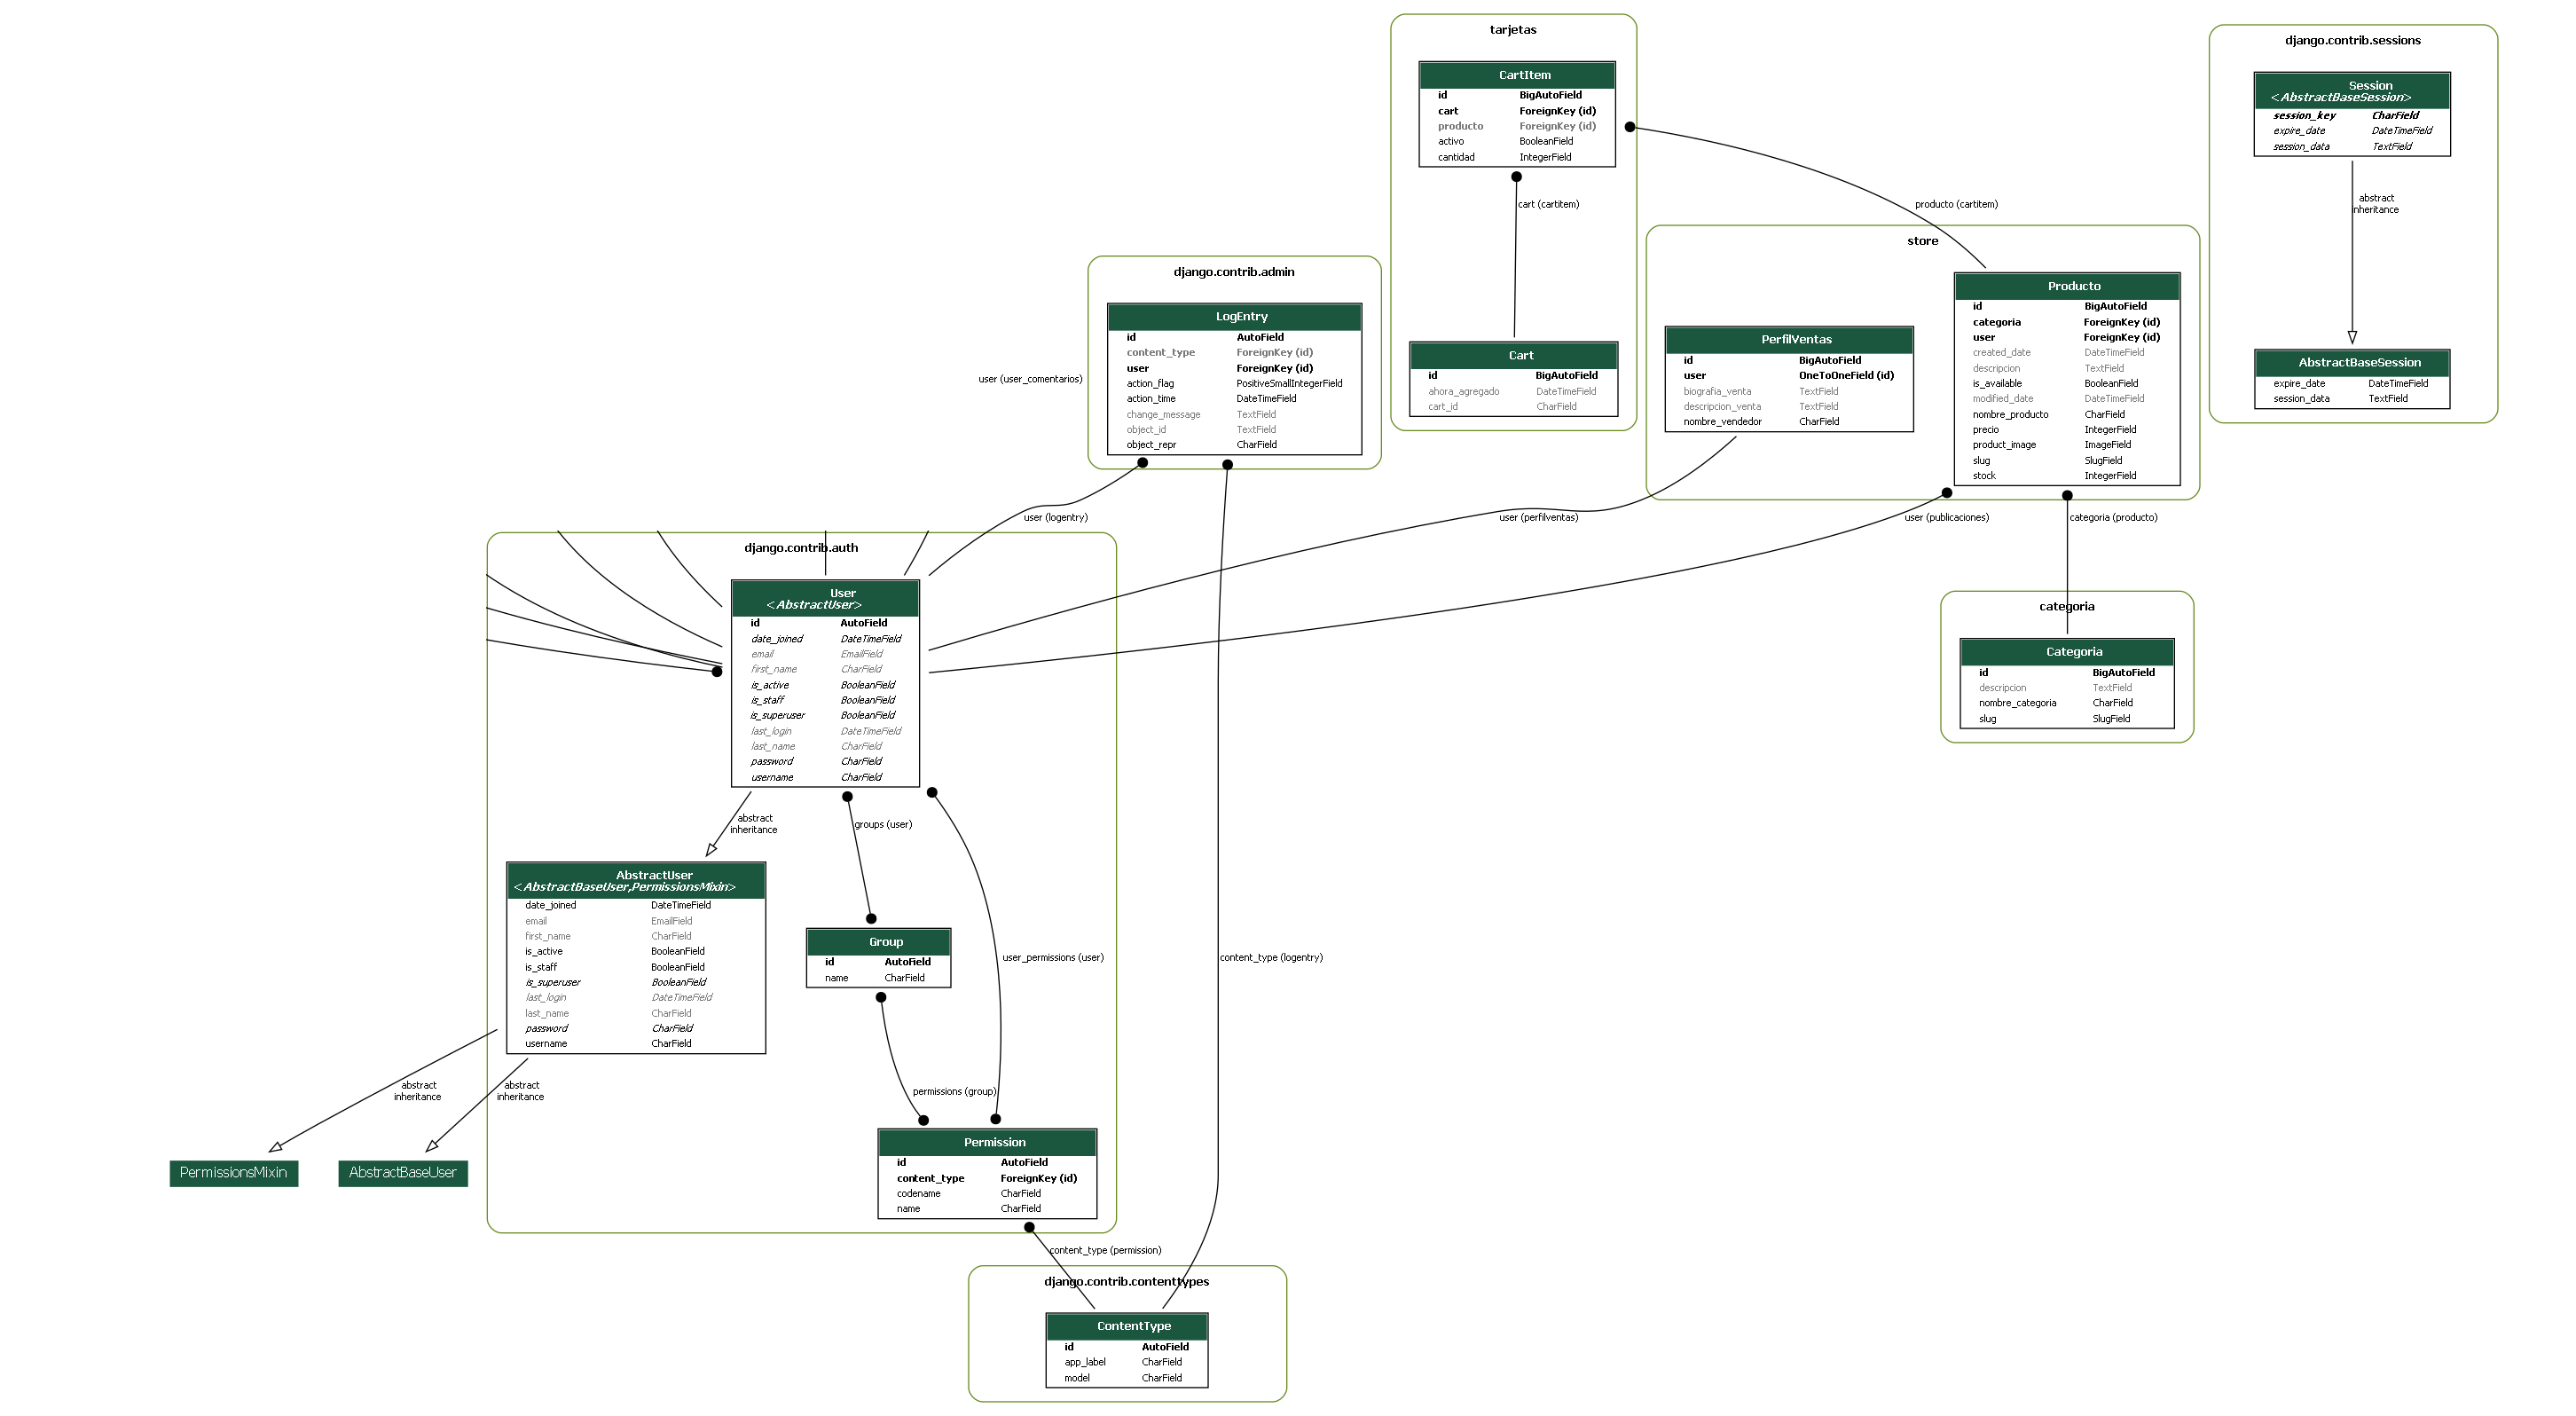 tarjetas
CartItem
id BigAutoField
cart ForeignKey (id)
producto ForeignKey (id)
activo BooleanField
cantidad IntegerField
cart (cartitem)
producto (cartitem)
Cart
id BigAutoField
ahora_agregado DateTimeField
cart_id CharField
django.contrib.sessions
Session
<AbstractBaseSession>
session_key CharField
expire_date DateTimeField
session_data TextField
abstract
inheritance
AbstractBaseSession
expire_date DateTimeField
session_data TextField
store
PerfilVentas
id BigAutoField
user OneToOneField (id)
biografia_venta TextField
descripcion_venta TextField
nombre_vendedor CharField
Producto
id BigAutoField
categoria ForeignKey (id)
user ForeignKey (id)
created_date DateTimeField
descripcion TextField
is_available BooleanField
modified_date DateTimeField
nombre_producto CharField
precio IntegerField
product_image ImageField
slug SlugField
stock IntegerField
django.contrib.admin
LogEntry
id AutoField
content_type ForeignKey (id)
user ForeignKey (id)
action_flag PositiveSmallIntegerField
action_time DateTimeField
change_message TextField
object_id TextField
object_repr CharField
user (user_comentarios)
user (logentry)
user (perfilventas)
user (publicaciones)
categoria (producto)
categoria
Categoria
id BigAutoField
descripcion TextField
nombre_categoria CharField
slug SlugField
django.contrib.auth
User
<AbstractUser>
id AutoField
date_joined DateTimeField
email EmailField
first_name CharField
is_active BooleanField
is_staff BooleanField
is_superuser BooleanField
last_login DateTimeField
last_name CharField
password CharField
username CharField
abstract
inheritance
groups (user)
AbstractUser
<AbstractBaseUser,PermissionsMixin>
date_joined DateTimeField
email EmailField
first_name CharField
is_active BooleanField
is_staff BooleanField
is_superuser BooleanField
last_login DateTimeField
last_name CharField
password CharField
username CharField
Group
id AutoField
name CharField
user_permissions (user)
content_type (logentry)
abstract
inheritance
abstract
inheritance
permissions (group)
PermissionsMixin
AbstractBaseUser
Permission
id AutoField
content_type ForeignKey (id)
codename CharField
name CharField
content_type (permission)
django.contrib.contenttypes
ContentType
id AutoField
app_label CharField
model CharField